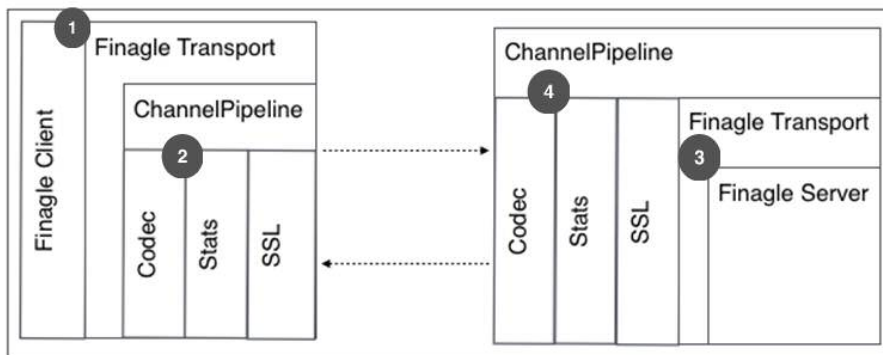 1
Finagle Transport
ChannelPipeline
2
Finagle Client
Codec
Stats
SSL
ChannelPipeline
4
Finagle Transport
3
Finagle Server
Codec
Stats
SSL